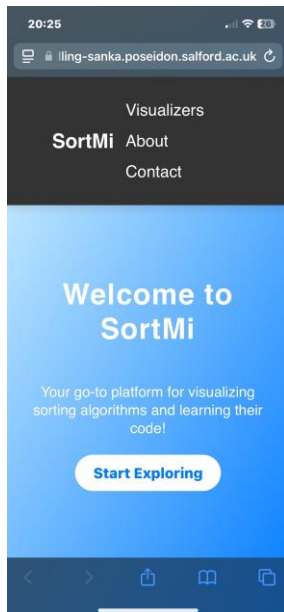 20:25
lling-sanka.poseidon.salford.ac.uk
Visualizers
SortMi
About
Contact
Welcome to
SortMi
Your go-to platform for visualizing
sorting algorithms and learning their
code!
Start Exploring